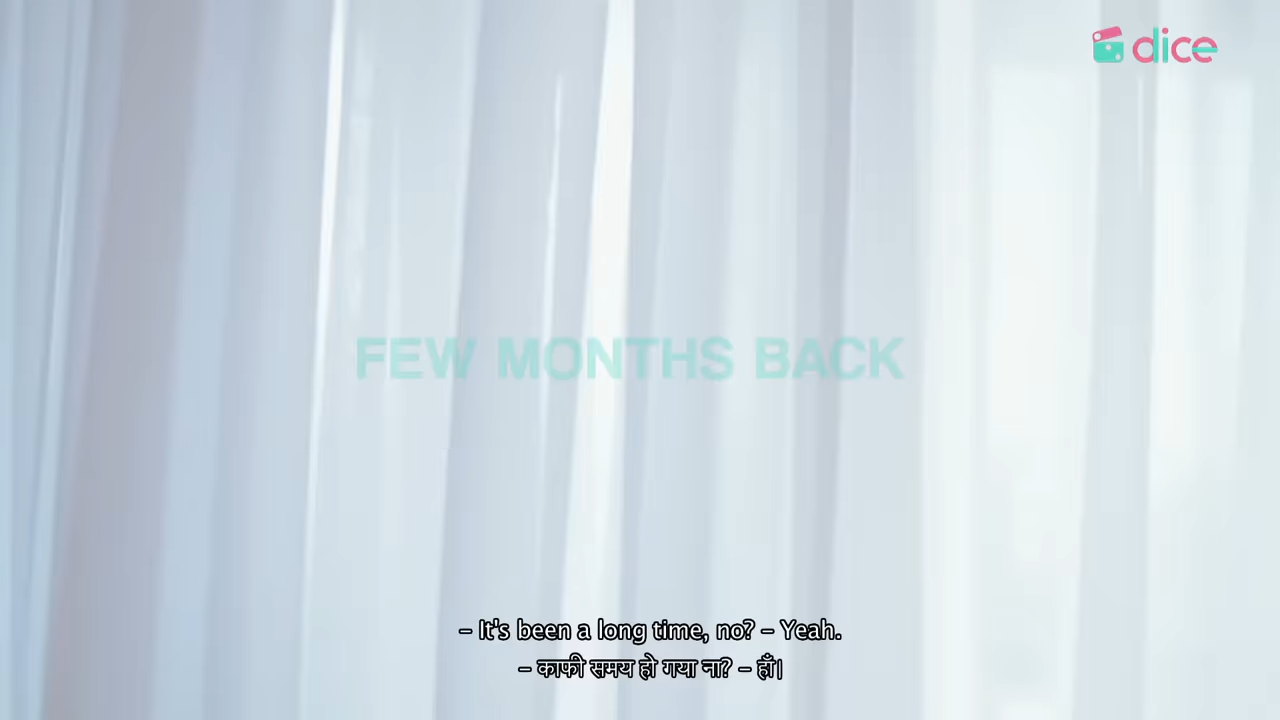 dice
FEW MONTHS BACK
– It's been a long time, no? – Yeah.
– काफी समय हो गया ना? – हाँ|